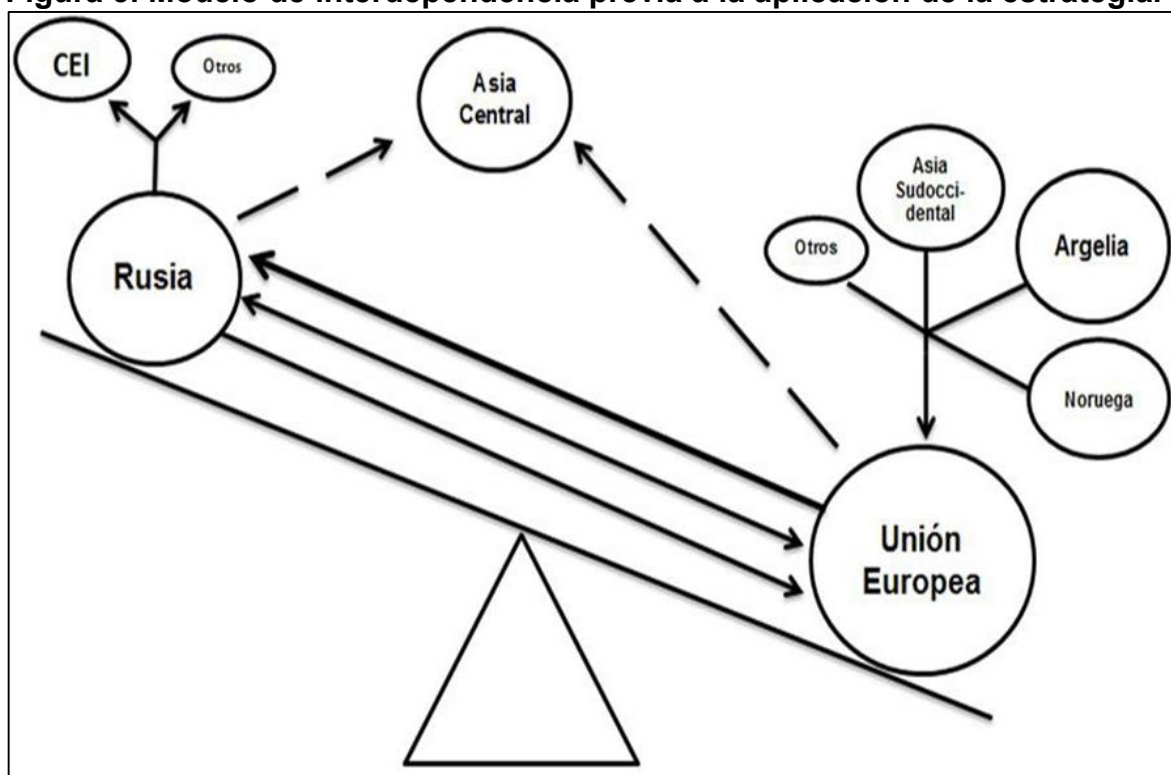 Figura 3. Modelo de interdependencia previa a la aplicación de la estrategia.
CEI
Otros
Asia
Central
Asia
Sudocci-
dental
Otros
Argelia
Rusia
Noruega
Unión
Europea